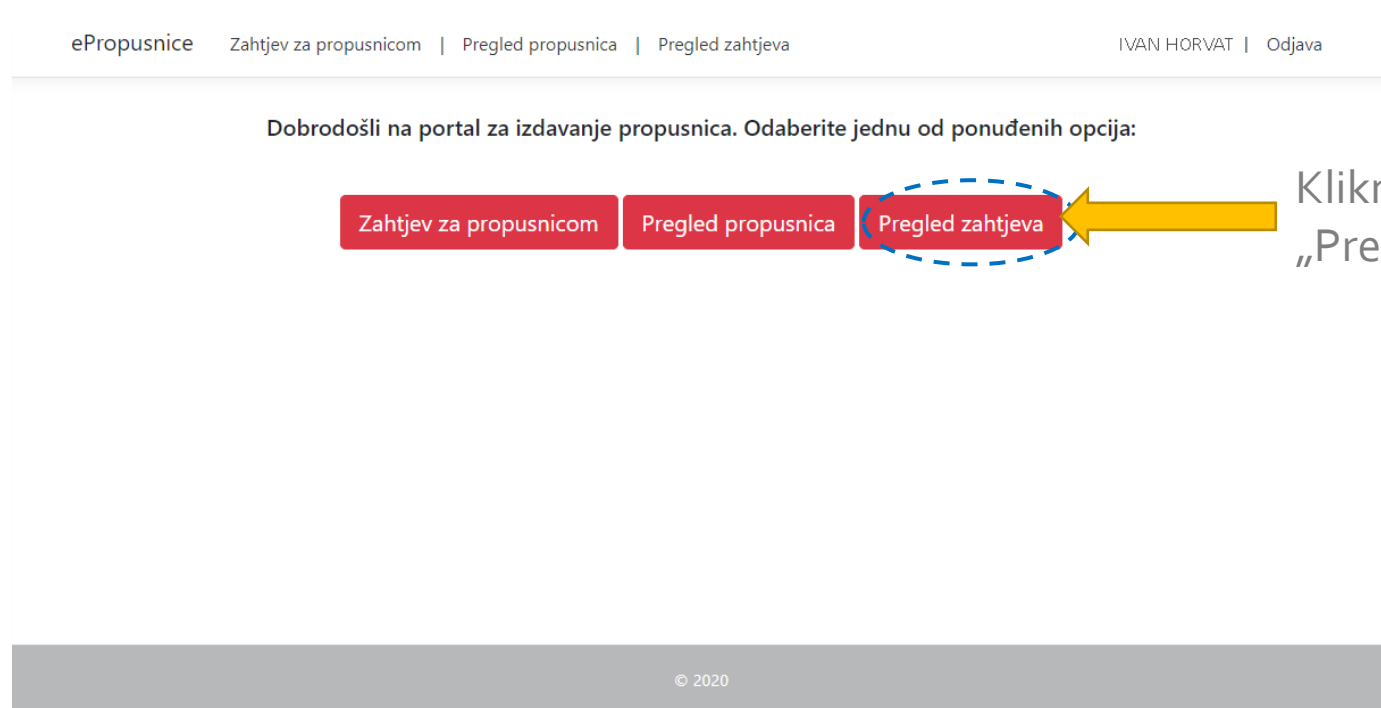 ePropusnice Zahtjev za propusnicom | Pregled propusnica | Pregled zahtjeva IVAN HORVAT | Odjava
Dobrodošli na portal za izdavanje propusnica. Odaberite jednu od ponuđenih opcija:
Zahtjev za propusnicom Pregled propusnica Pregled zahtjeva
„Pre
© 2020